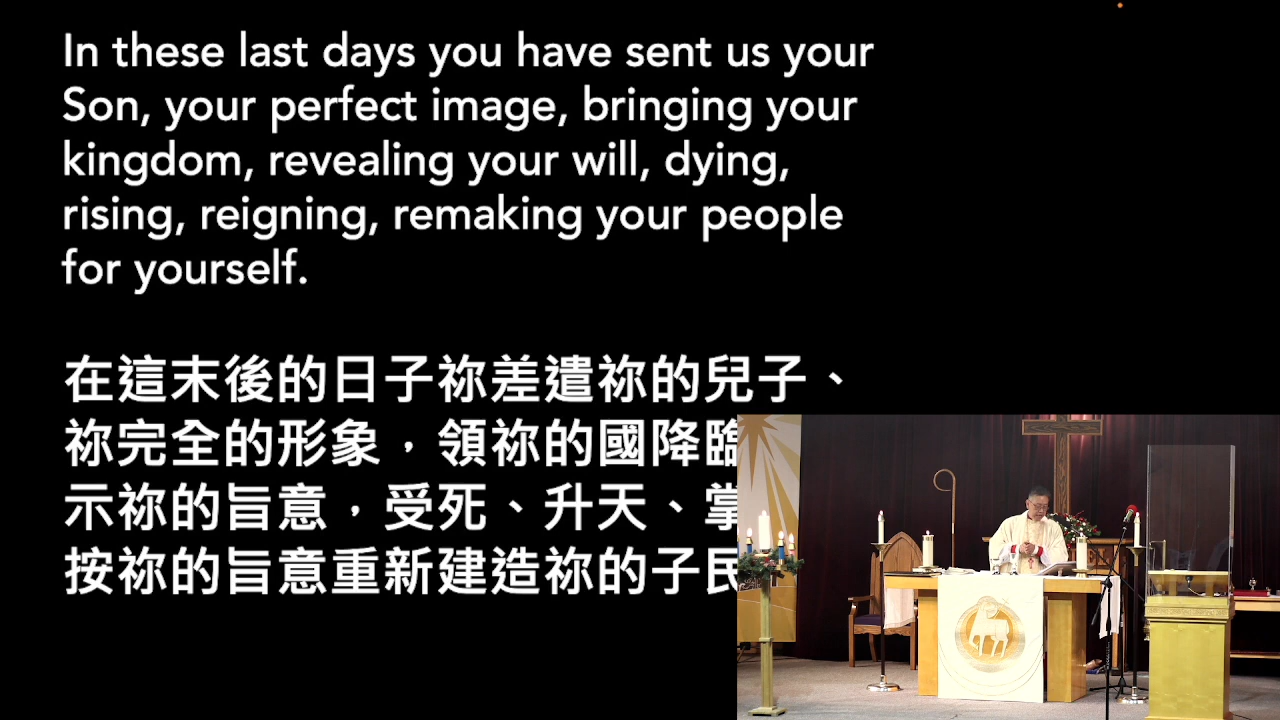 In these last days you have sent us your
Son, your perfect image, bringing your
kingdom, revealing your will, dying,
rising, reigning, remaking your people
for yourself.
在這末後的日子祢差遣祢的兒子、
祢完全的形象，領祢的國降臨
示祢的旨意，受死、升天、掌
按祢的旨意重新建造祢的子民